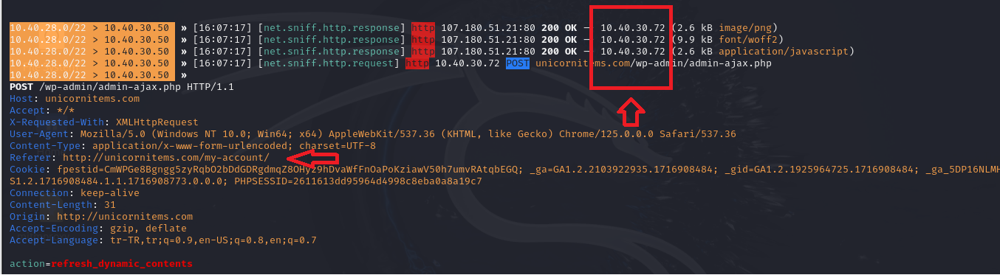 10.40.28.0/22 > 10.40.30.50 » [16:07:17] [net.sniff.http.response] http 107.180.51.21:80 200 OK → 10.40.30.72 (2.6 kB image/png)
10.40.28.0/22 > 10.40.30.50 » [16:07:17] [net.sniff.http.response] http 107.180.51.21:80 200 OK → 10.40.30.72 (9.9 kB font/woff2)
10.40.28.0/22 > 10.40.30.50 » [16:07:17] [net.sniff.http.response] http 107.180.51.21:80 200 OK → 10.40.30.72 (2.6 kB application/javascript)
10.40.28.0/22 > 10.40.30.50 » [16:07:17] [net.sniff.http.request] http 10.40.30.72 POST unicornitems.com/wp-admin/admin-ajax.php
10.40.28.0/22 > 10.40.30.50 »
POST /wp-admin/admin-ajax.php HTTP/1.1
Host: unicornitems.com
Accept: */*
X-Requested-With: XMLHttpRequest
User-Agent: Mozilla/5.0 (Windows NT 10.0; Win64; x64) AppleWebKit/537.36 (KHTML, like Gecko) Chrome/125.0.0.0 Safari/537.36
Content-Type: application/x-www-form-urlencoded; charset=UTF-8
Referer: http://unicornitems.com/my-account/
Cookie: _ga=GA1.2.2103922935.1716908484; _gid=GA1.2.1925964725.1716908484; _ga_5DP16NLMH
S1.2.1716908484.1.1.1716908773.0.0.0; PHPSESSID=2611613dd95964d4998c8eba0a8a19c7
Connection: keep-alive
Content-Length: 31
Origin: http://unicornitems.com
Accept-Encoding: gzip, deflate
Accept-Language: tr-TR,tr;q=0.9,en-US;q=0.8,en;q=0.7
action=refresh_dynamic_contents